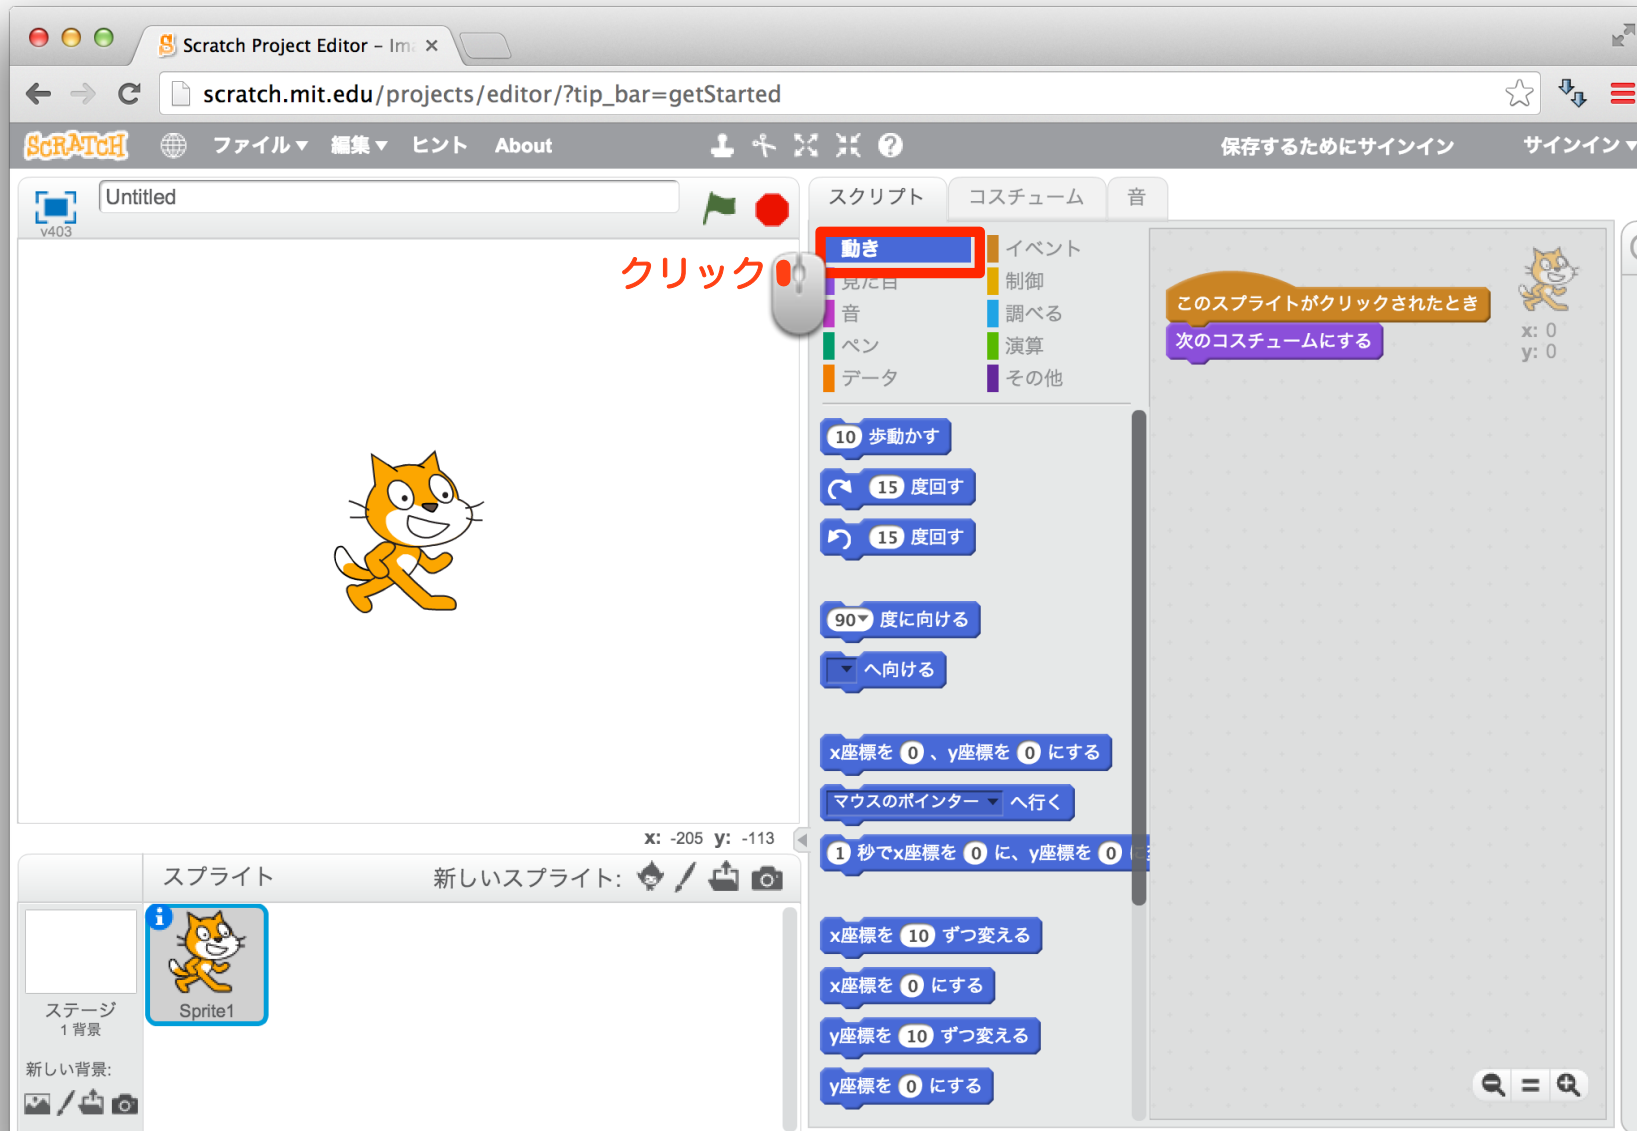 Scratch Project Editor – Ima
scratch.mit.edu/projects/editor/?tip_bar=getStarted
SCRATCH ファイル▼ 編集▼ ヒント About 保存するためにサインイン サインイン▼
v403 Untitled
スクリプト コスチューム 音
動き イベント
クリック
見た目 制御
音 調べる
ペン 演算
データ その他
このスプライトがクリックされたとき
次のコスチュームにする
x: 0
y: 0
10 歩動かす
15 度回す
15 度回す
90▼ 度に向ける
へ向ける
x座標を 0 、y座標を 0 にする
マウスのポインター へ行く
1 秒でx座標を 0 に、y座標を 0 に
x座標を 10 ずつ変える
x座標を 0 にする
y座標を 10 ずつ変える
y座標を 0 にする
x: -205 y: -113
スプライト 新しいスプライト:
ステージ
1 背景
新しい背景:
Sprite1